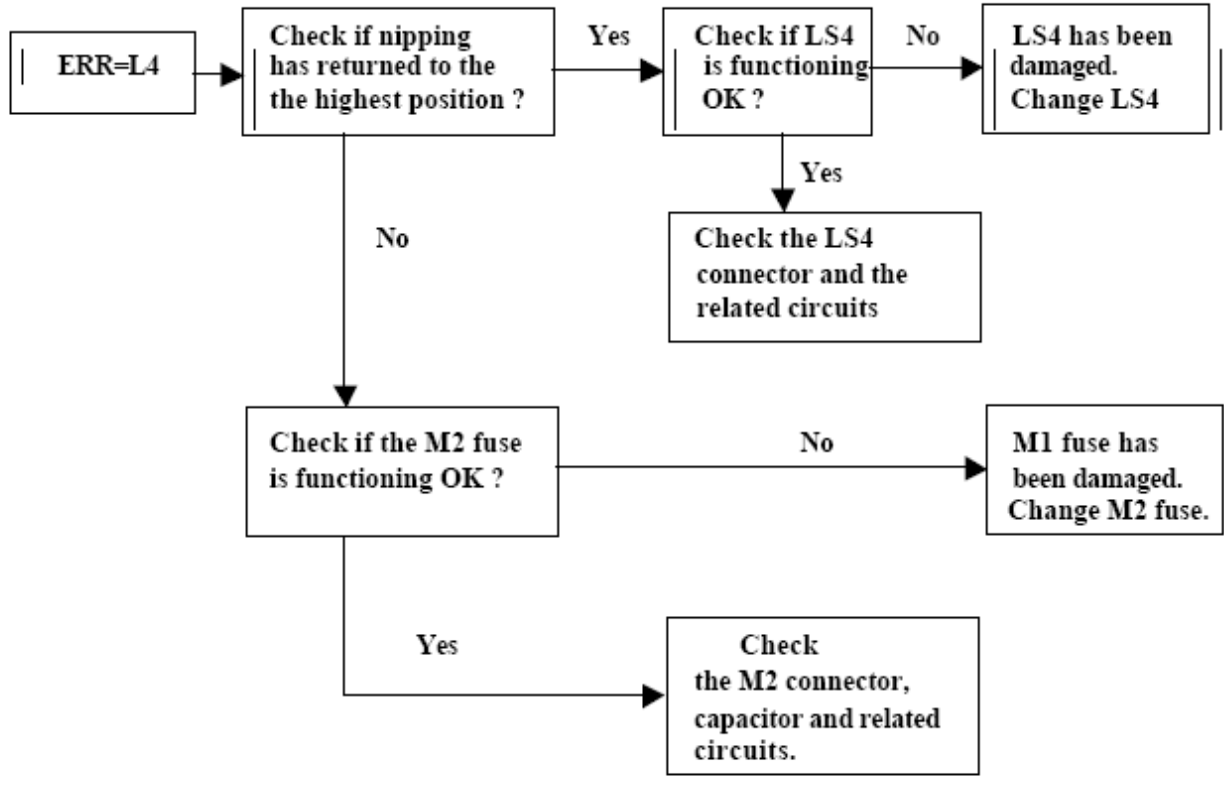 ERR=L4
Check if nipping
has returned to the
the highest position ?
Yes
Check if LS4
is functioning
OK ?
No
LS4 has been
damaged.
Change LS4
Yes
Check the LS4
connector and the
related circuits
No
Check if the M2 fuse
is functioning OK ?
No
M1 fuse has
been damaged.
Change M2 fuse.
Yes
Check
the M2 connector,
capacitor and related
circuits.